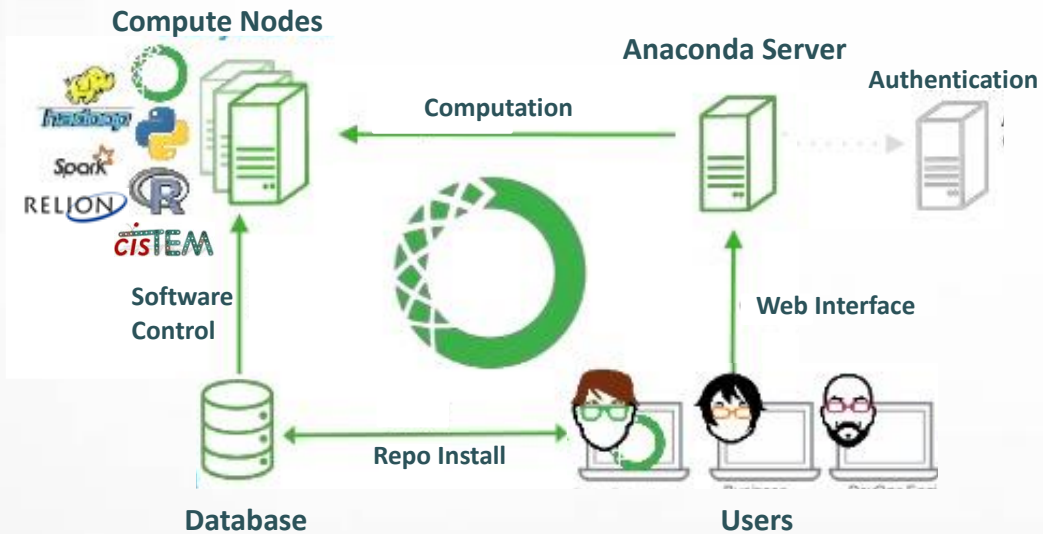 Compute Nodes
Anaconda Server
Authentication
hadoop
Computation
Spark
RELION
R
cisTEM
Software
Control
Web Interface
Repo Install
Database
Users